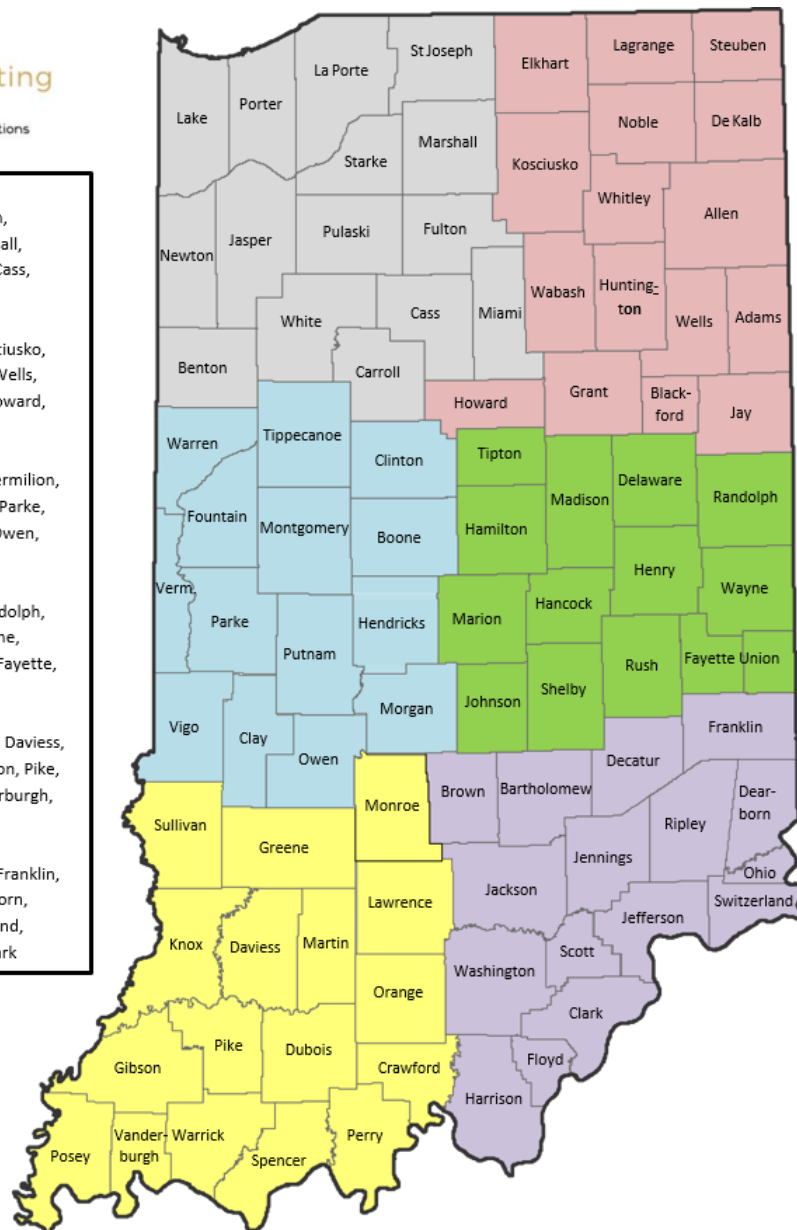 ting
tions
n,
all,
Cass,
ciusko,
Wells,
oward,
ermilion,
Parke,
Owen,
dolph,
ne,
Fayette,
Daviess,
on, Pike,
rburgh,
Franklin,
orn,
nd,
ark
St Joseph
Elkhart
Lagrange
Steuben
La Porte
Porter
Lake
Noble
De Kalb
Marshall
Starke
Kosciusko
Whitley
Allen
Newton
Jasper
Pulaski
Fulton
Wabash
Hunting-
ton
White
Cass
Miami
Wells
Adams
Benton
Carroll
Howard
Grant
Black-
ford
Jay
Warren
Tippecanoe
Clinton
Tipton
Madison
Delaware
Randolph
Fountain
Montgomery
Boone
Hamilton
Henry
Wayne
Verm.
Parke
Putnam
Hendricks
Marion
Hancock
Rush
Fayette
Union
Vigo
Clay
Owen
Morgan
Johnson
Shelby
Franklin
Decatur
Sullivan
Greene
Monroe
Brown
Bartholomew
Ripley
Dear-
born
Jennings
Ohio
Switzerland
Jefferson
Jackson
Lawrence
Knox
Daviess
Martin
Scott
Washington
Orange
Clark
Gibson
Pike
Dubois
Crawford
Floyd
Harrison
Posey
Vander-
burgh
Warrick
Spencer
Perry